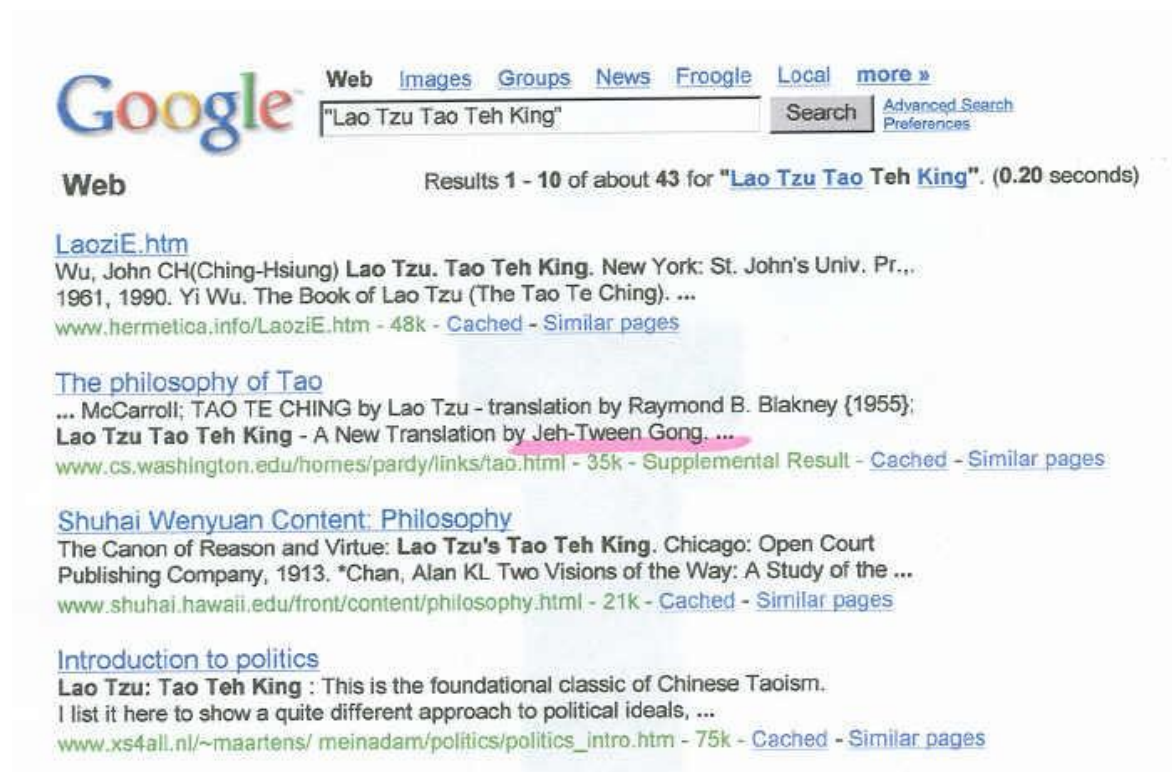 Google
Web Images Groups News Froogle Local more »
"Lao Tzu Tao Teh King" Search Advanced Search
Preferences
Web Results 1 - 10 of about 43 for "Lao Tzu Tao Teh King". (0.20 seconds)
LaoziE.htm
Wu, John CH(Ching-Hsiung) Lao Tzu. Tao Teh King. New York: St. John's Univ. Pr.,.
1961, 1990. Yi Wu. The Book of Lao Tzu (The Tao Te Ching). ...
www.hermetica.info/LaoziE.htm - 48k - Cached - Similar pages
The philosophy of Tao
... McCarroll; TAO TE CHING by Lao Tzu - translation by Raymond B. Blakney {1955};
Lao Tzu Tao Teh King - A New Translation by Jeh-Tween Gong. ...
www.cs.washington.edu/homes/pardy/links/tao.html - 35k - Supplemental Result - Cached - Similar pages
Shuhai Wenyuan Content: Philosophy
The Canon of Reason and Virtue: Lao Tzu's Tao Teh King. Chicago: Open Court
Publishing Company, 1913. *Chan, Alan KL Two Visions of the Way: A Study of the ...
www.shuhai.hawaii.edu/front/content/philosophy.html - 21k - Cached - Similar pages
Introduction to politics
Lao Tzu: Tao Teh King : This is the foundational classic of Chinese Taoism.
I list it here to show a quite different approach to political ideals, ...
www.xs4all.nl/~maartens/ meinadam/politics/politics_intro.htm - 75k - Cached - Similar pages